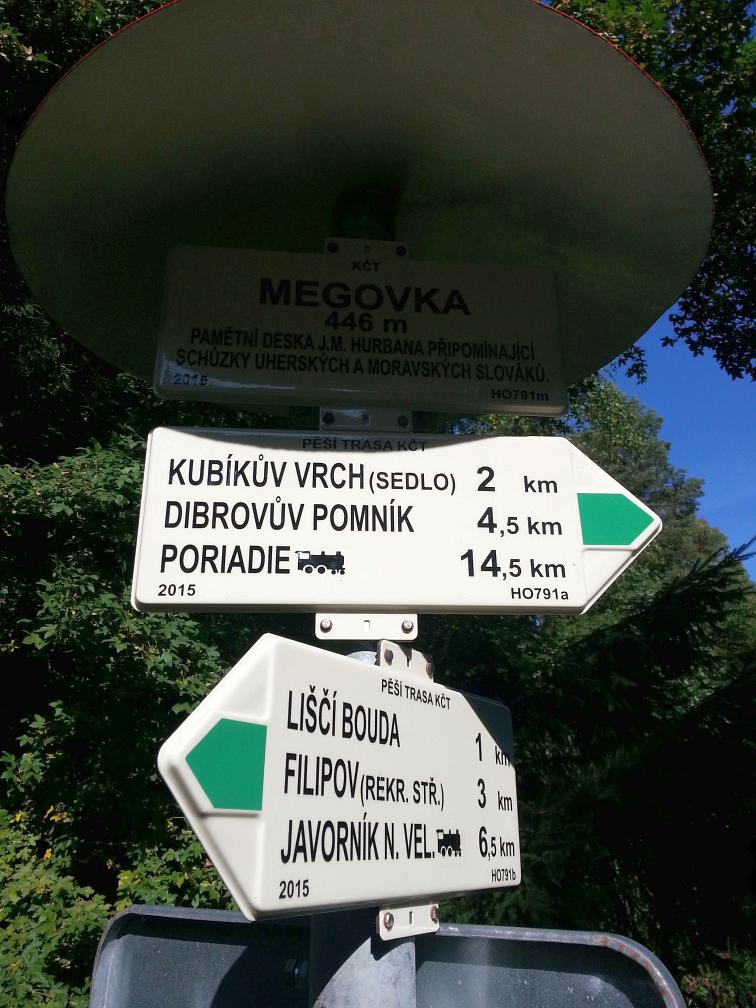 KČT
MEGOVKA
446 m
PAMĚTNÍ DESKA J.M. HURBANA PŘIPOMÍNAJÍCÍ
SCHŮZKY UHERSKÝCH A MORAVSKÝCH SLOVÁKŮ.
2015 HO791m
PĚŠÍ TRASA KČT
KUBÍKŮV VRCH (SEDLO) 2 km
DIBROVŮV POMNÍK 4,5 km
PORIADIE 14,5 km
2015 HO791a
PĚŠÍ TRASA KČT
LIŠČÍ BOUDA 1 km
FILIPOV (REKR. STŘ.) 3 km
JAVORNÍK N. VEL. 6,5 km
2015 HO791b